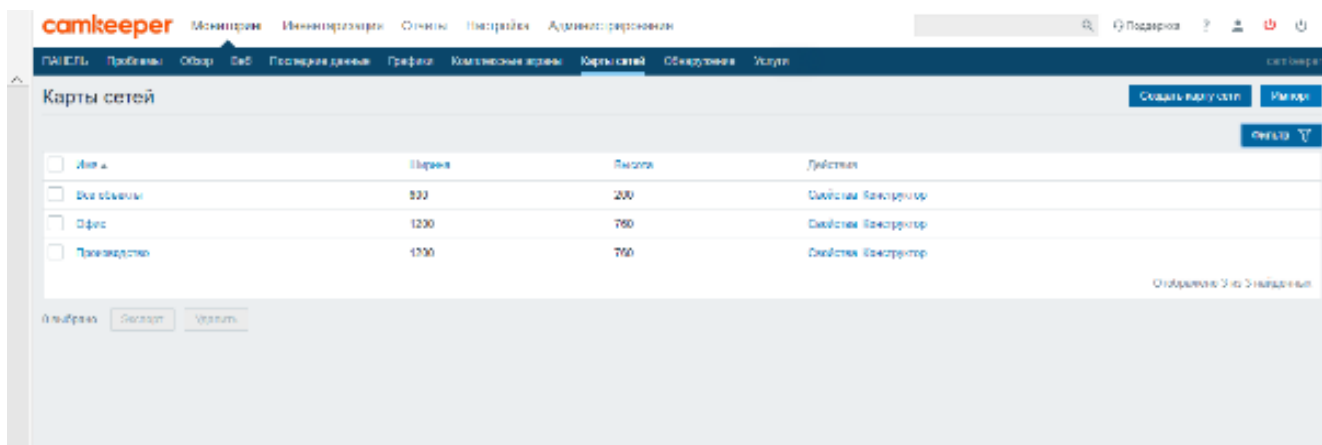 camkeeper Мониторинг Инвентаризация Отчеты Настройка Администрирование Поддержка ?
ПАНЕЛЬ Проблемы Обзор Веб Последние данные Графики Комплексные экраны Карты сетей Обнаружение Услуги camkeeper
Карты сетей Создать карту сети Импорт
Фильтр
Имя Ширина Высота Действия
Все объекты 200 Свойства Конструктор
Офис 1200 760 Свойства Конструктор
Производство 1200 760 Свойства Конструктор
Отображено 3 из 3 найденных
0 выбрано Экспорт Удалить